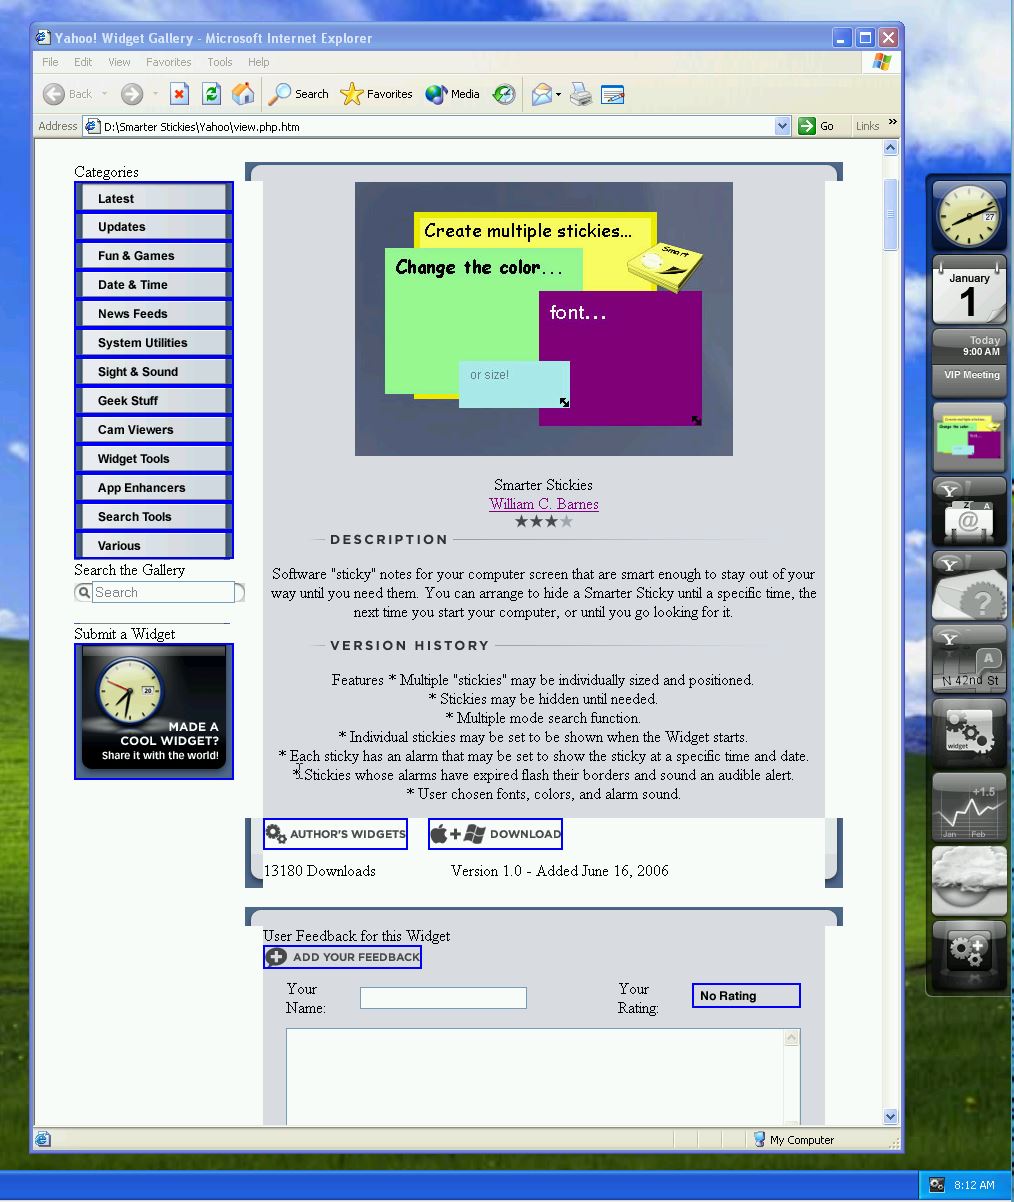 Yahoo! Widget Gallery - Microsoft Internet Explorer
File Edit View Favorites Tools Help
Back Search Favorites Media
Address D:\Smarter Stickies\Yahoo\view.php.htm Go Links »
Categories
Latest
Updates
Fun & Games
Date & Time
News Feeds
System Utilities
Sight & Sound
Geek Stuff
Cam Viewers
Widget Tools
App Enhancers
Search Tools
Various
Search the Gallery
Search
Submit a Widget
20
MADE A
COOL WIDGET?
Share it with the world!
Create multiple stickies...
Smart
Change the color...
font...
or size!
Smarter Stickies
William C. Barnes
DESCRIPTION
Software "sticky" notes for your computer screen that are smart enough to stay out of your
way until you need them. You can arrange to hide a Smarter Sticky until a specific time, the
next time you start your computer, or until you go looking for it.
VERSION HISTORY
Features * Multiple "stickies" may be individually sized and positioned.
* Stickies may be hidden until needed.
* Multiple mode search function.
* Individual stickies may be set to be shown when the Widget starts.
* Each sticky has an alarm that may be set to show the sticky at a specific time and date.
* Stickies whose alarms have expired flash their borders and sound an audible alert.
* User chosen fonts, colors, and alarm sound.
AUTHOR'S WIDGETS + DOWNLOAD
13180 Downloads Version 1.0 - Added June 16, 2006
User Feedback for this Widget
ADD YOUR FEEDBACK
Your
Name:
Your
Rating:
No Rating
My Computer
27
January
1
Today
9:00 AM
VIP Meeting
Create multiple stickies...
Change the color...
font...
Y!
Z A
@
Y!
?
Y!
A
N 42nd St
widget
+1.5
Jan Feb
8:12 AM